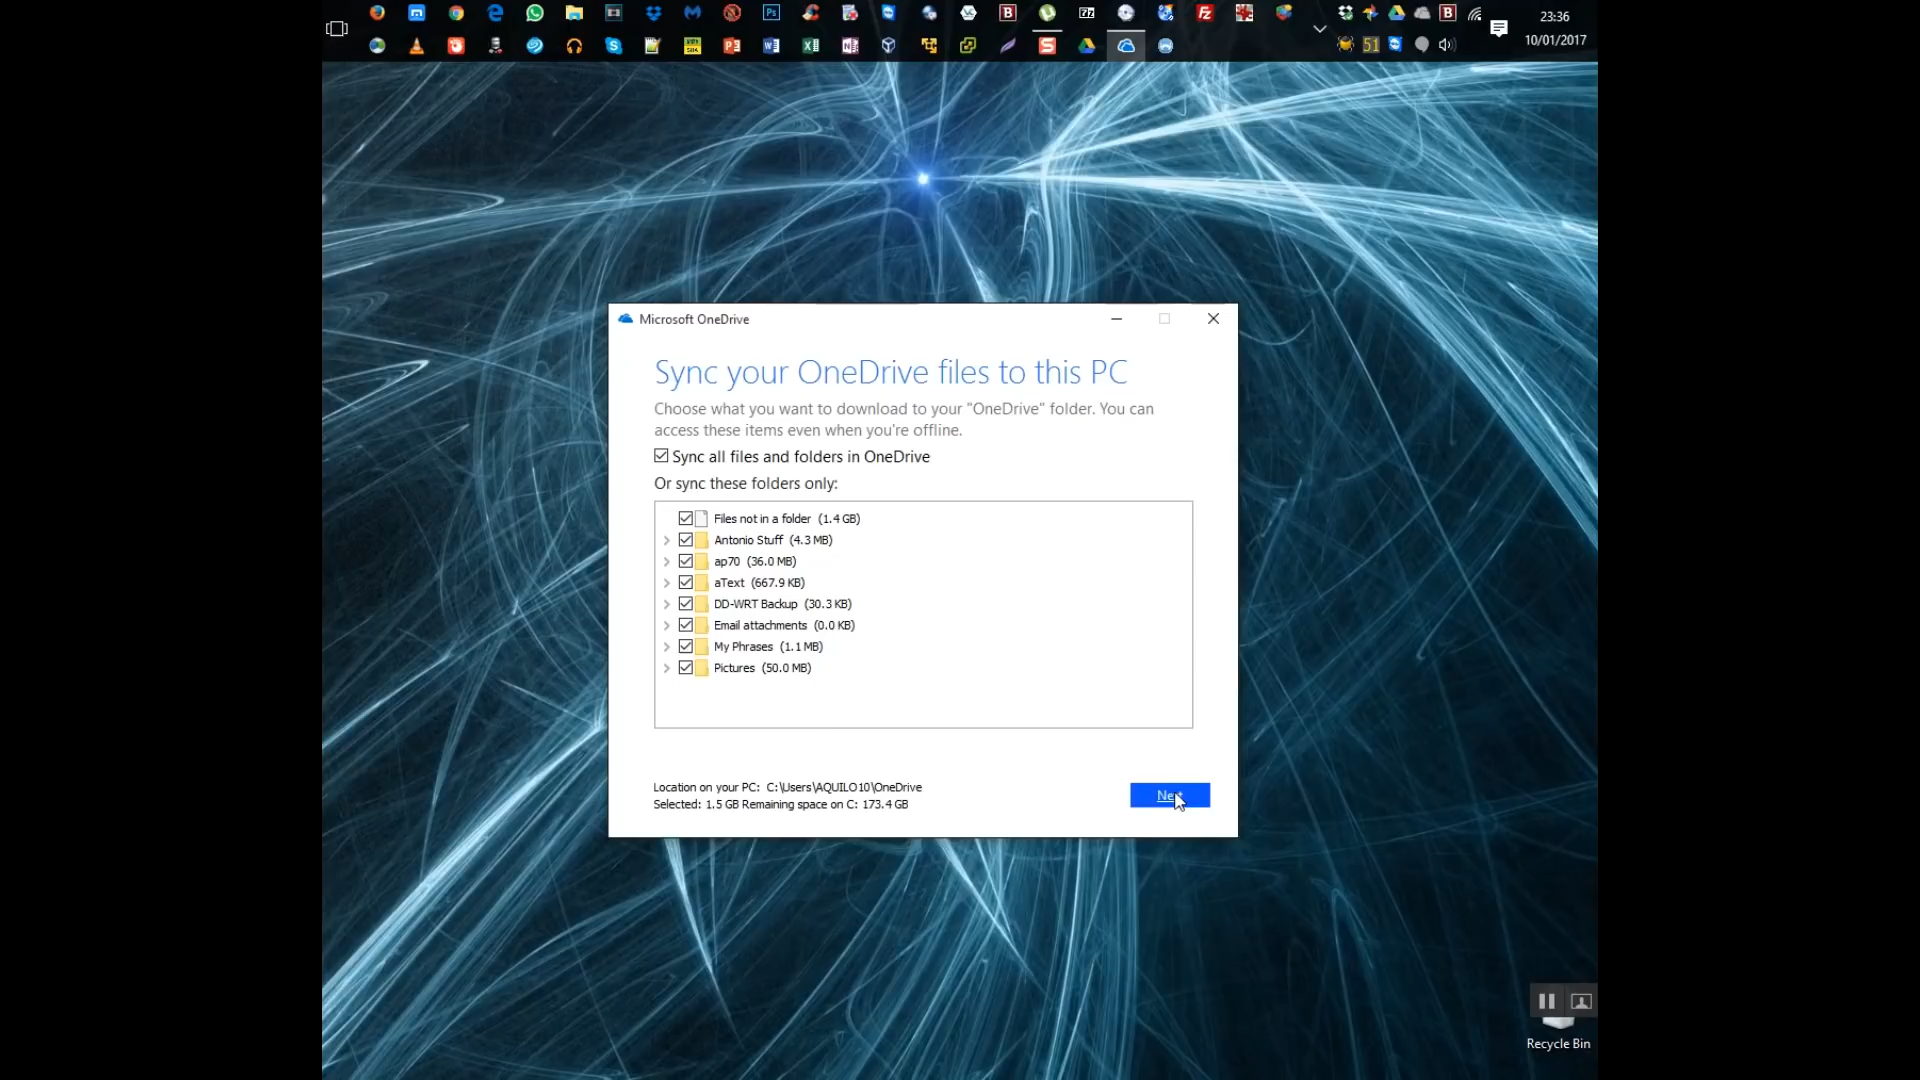 23:36
10/01/2017
51
Microsoft OneDrive
Sync your OneDrive files to this PC
Choose what you want to download to your "OneDrive" folder. You can
access these items even when you're offline.
Sync all files and folders in OneDrive
Or sync these folders only:
Files not in a folder (1.4 GB)
Antonio Stuff (4.3 MB)
ap70 (36.0 MB)
aText (667.9 KB)
DD-WRT Backup (30.3 KB)
Email attachments (0.0 KB)
My Phrases (1.1 MB)
Pictures (50.0 MB)
Location on your PC: C:\Users\AQUILO10\OneDrive
Selected: 1.5 GB Remaining space on C: 173.4 GB
Next
Recycle Bin